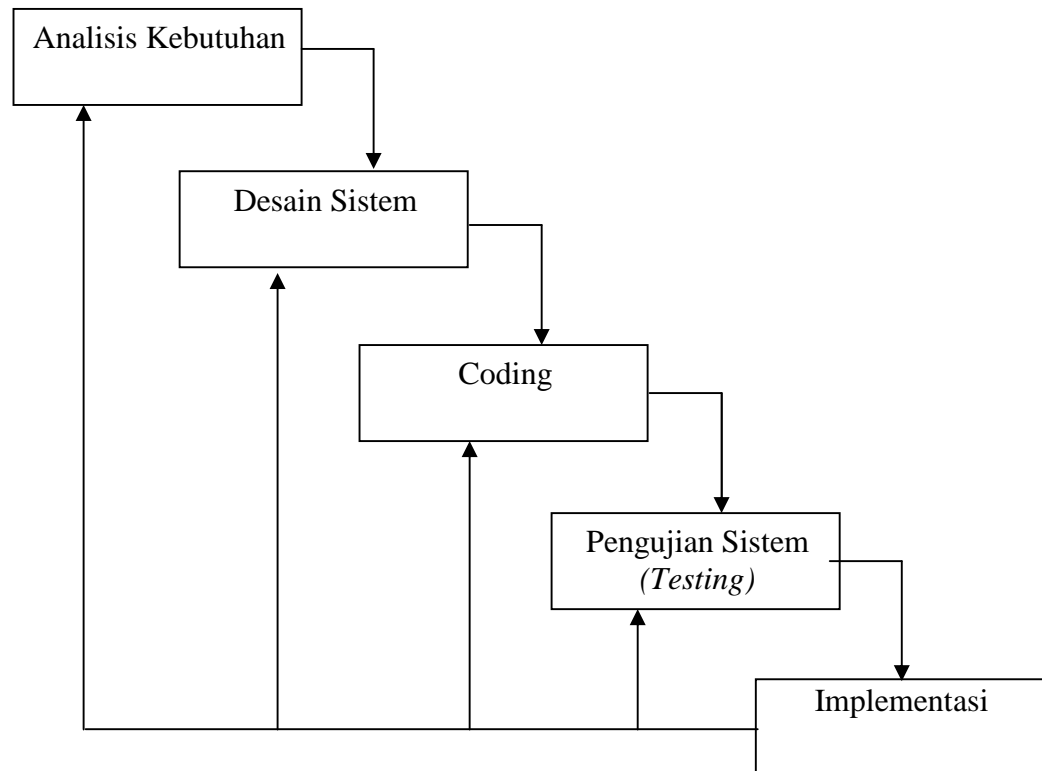 Analisis Kebutuhan
Desain Sistem
Coding
Pengujian Sistem
(Testing)
Implementasi